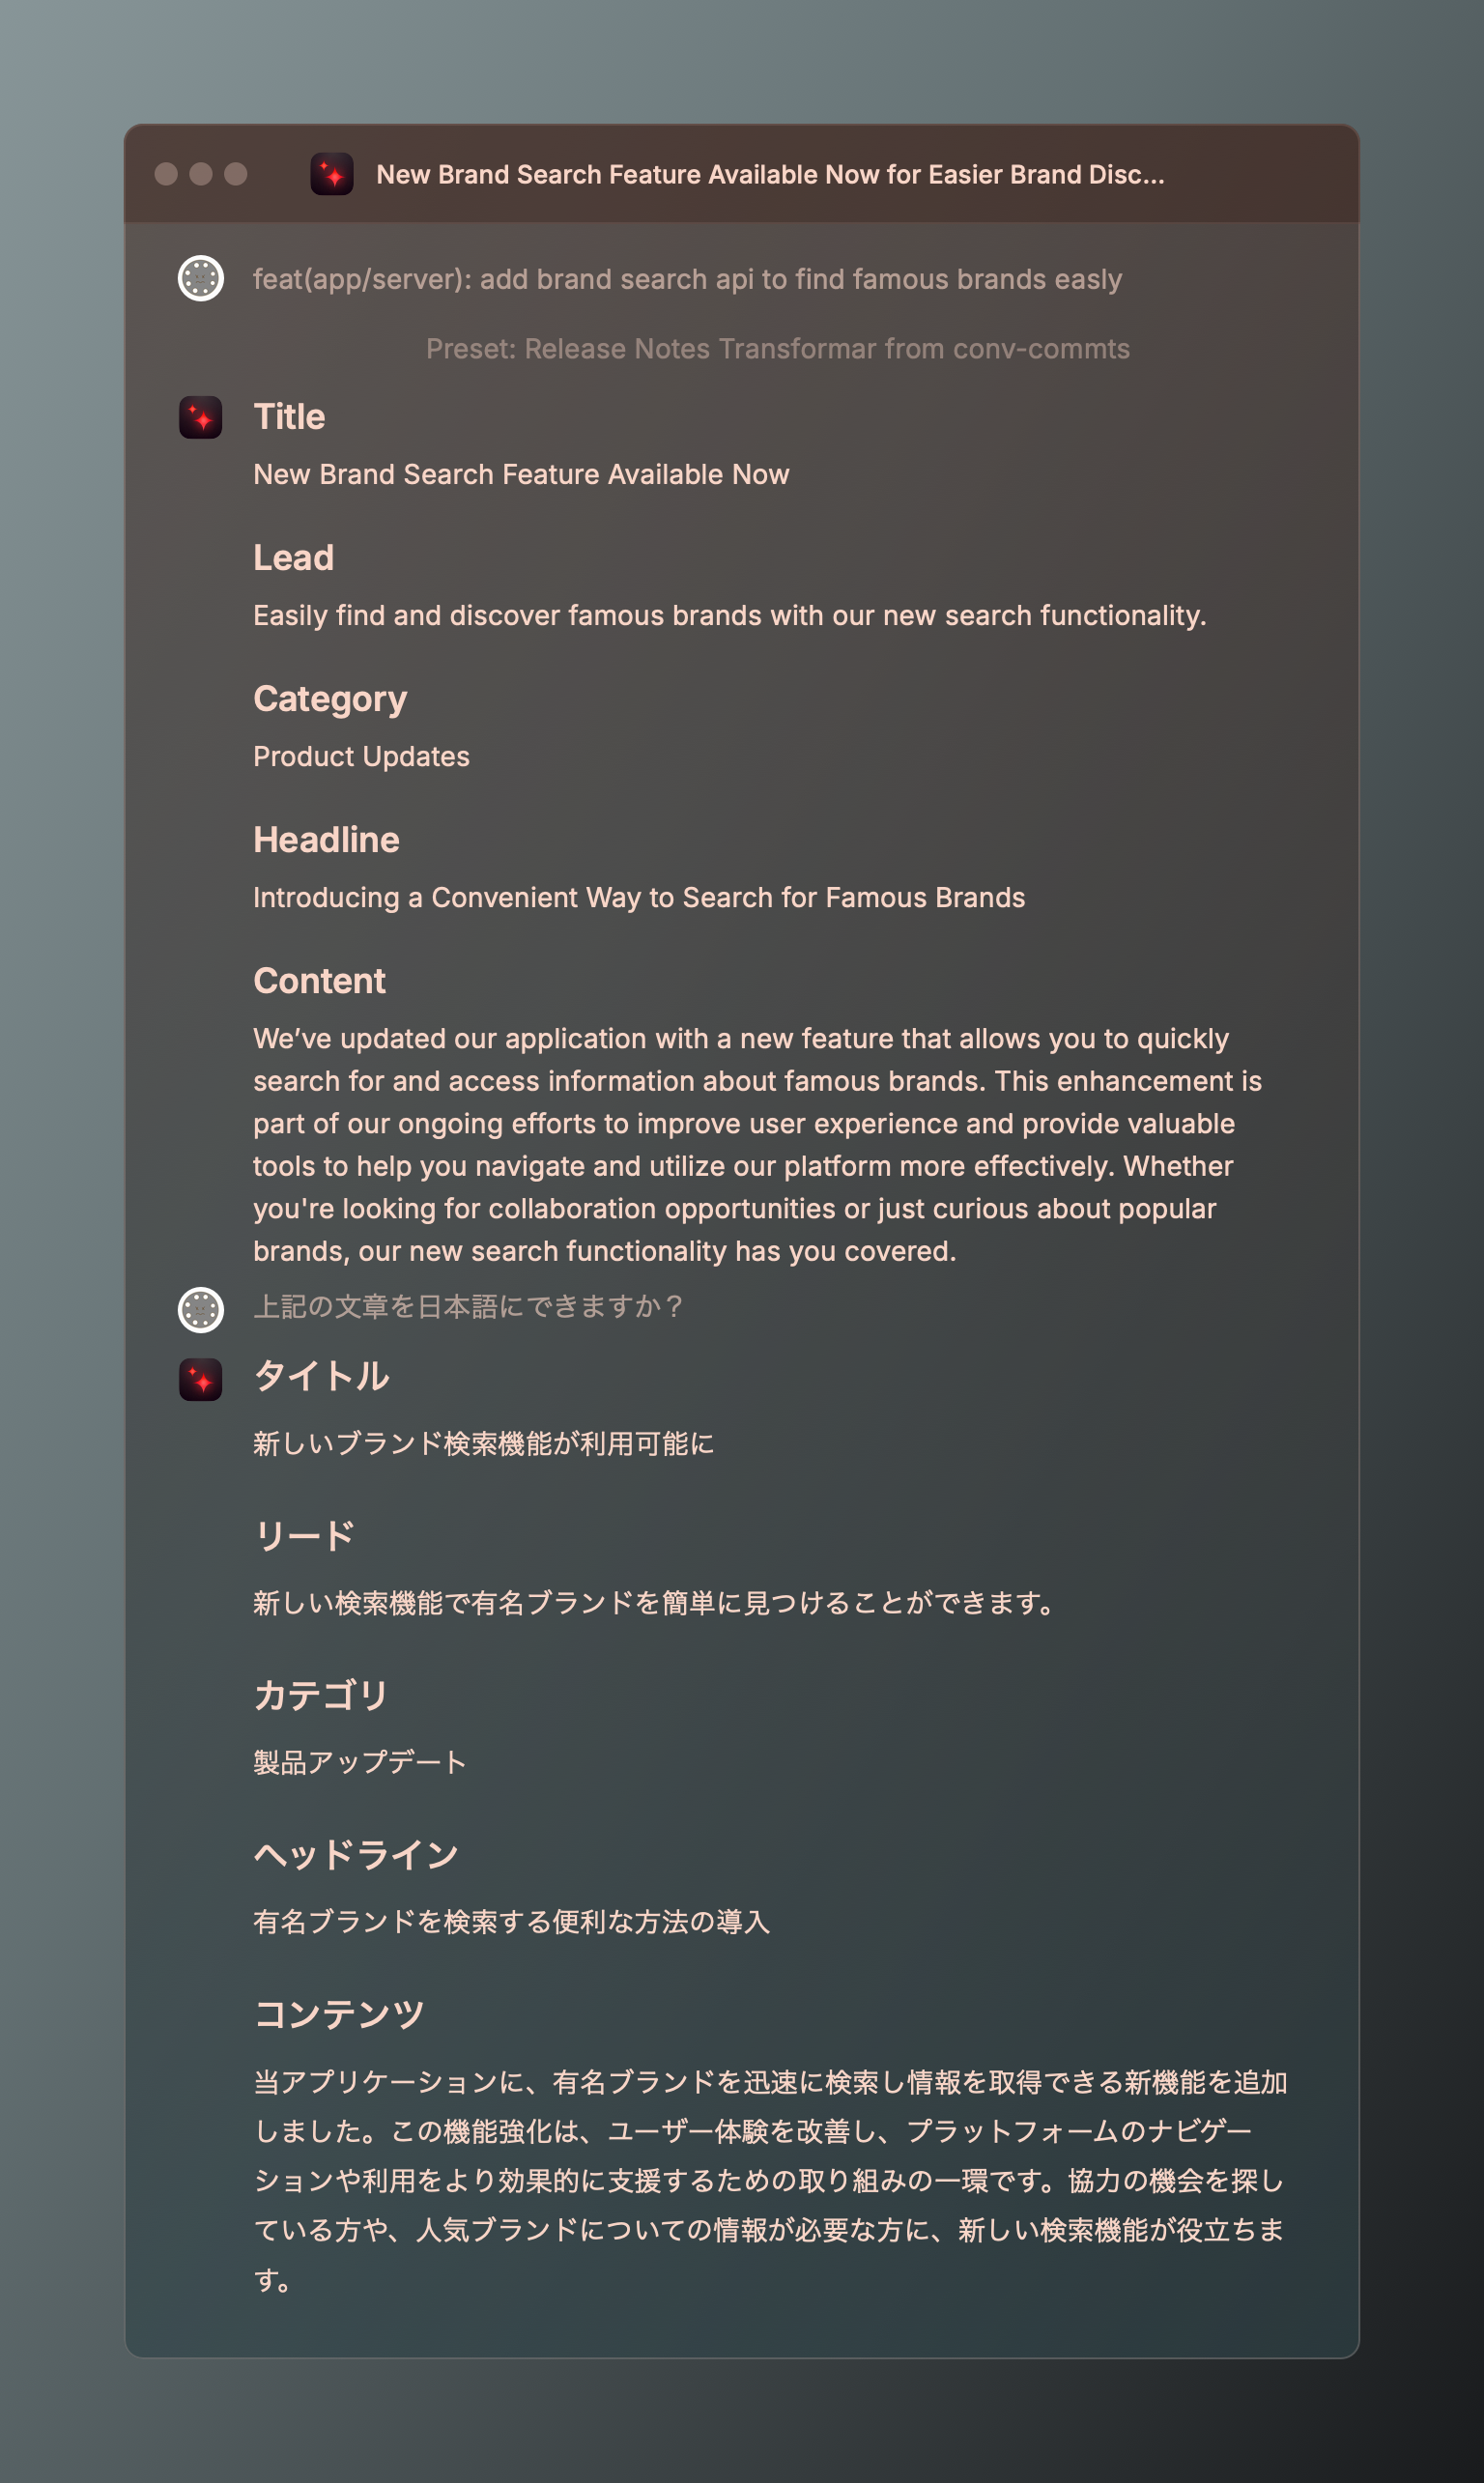 New Brand Search Feature Available Now for Easier Brand Disc...
feat(app/server): add brand search api to find famous brands easly
Preset: Release Notes Transformar from conv-commts
Title
New Brand Search Feature Available Now
Lead
Easily find and discover famous brands with our new search functionality.
Category
Product Updates
Headline
Introducing a Convenient Way to Search for Famous Brands
Content
We’ve updated our application with a new feature that allows you to quickly
search for and access information about famous brands. This enhancement is
part of our ongoing efforts to improve user experience and provide valuable
tools to help you navigate and utilize our platform more effectively. Whether
you're looking for collaboration opportunities or just curious about popular
brands, our new search functionality has you covered.
上記の文章を日本語にできますか？
タイトル
新しいブランド検索機能が利用可能に
リード
新しい検索機能で有名ブランドを簡単に見つけることができます。
カテゴリ
製品アップデート
ヘッドライン
有名ブランドを検索する便利な方法の導入
コンテンツ
当アプリケーションに、有名ブランドを迅速に検索し情報を取得できる新機能を追加
しました。この機能強化は、ユーザー体験を改善し、プラットフォームのナビゲー
ションや利用をより効果的に支援するための取り組みの一環です。協力の機会を探し
ている方や、人気ブランドについての情報が必要な方に、新しい検索機能が役立ちま
す。